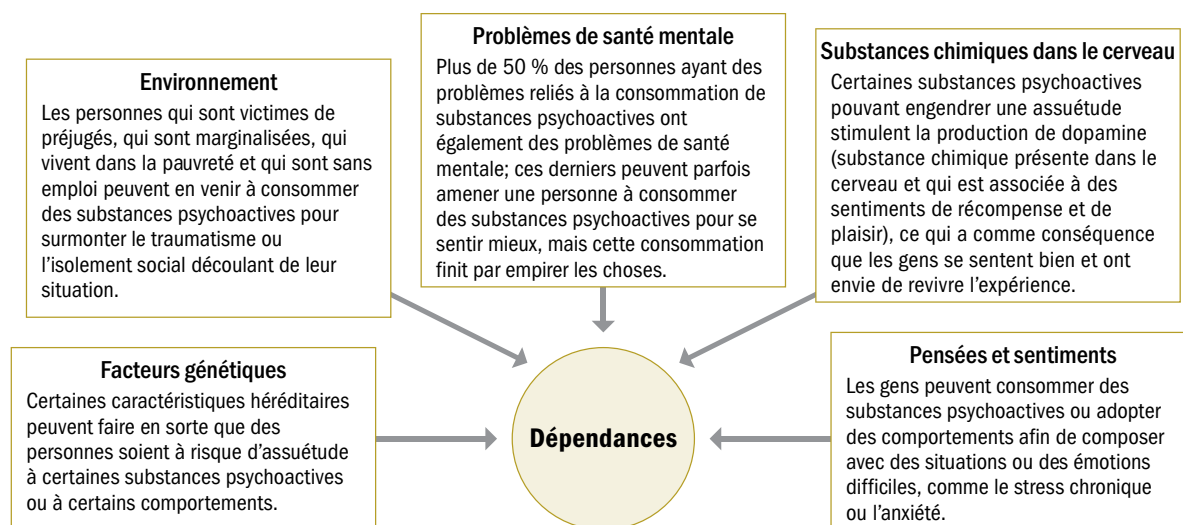 Environnement
Les personnes qui sont victimes de
préjugés, qui sont marginalisées, qui
vivent dans la pauvreté et qui sont sans
emploi peuvent en venir à consommer
des substances psychoactives pour
surmonter le traumatisme ou
l’isolement social découlant de leur
situation.
Problèmes de santé mentale
Plus de 50 % des personnes ayant des
problèmes reliés à la consommation de
substances psychoactives ont
également des problèmes de santé
mentale; ces derniers peuvent parfois
amener une personne à consommer
des substances psychoactives pour se
sentir mieux, mais cette consommation
finit par empirer les choses.
Substances chimiques dans le cerveau
Certaines substances psychoactives
pouvant engendrer une assuétude
stimulent la production de dopamine
(substance chimique présente dans le
cerveau et qui est associée à des
sentiments de récompense et de
plaisir), ce qui a comme conséquence
que les gens se sentent bien et ont
envie de revivre l’expérience.
Facteurs génétiques
Certaines caractéristiques héréditaires
peuvent faire en sorte que des
personnes soient à risque d’assuétude
à certaines substances psychoactives
ou à certains comportements.
Dépendances
Pensées et sentiments
Les gens peuvent consommer des
substances psychoactives ou adopter
des comportements afin de composer
avec des situations ou des émotions
difficiles, comme le stress chronique
ou l’anxiété.